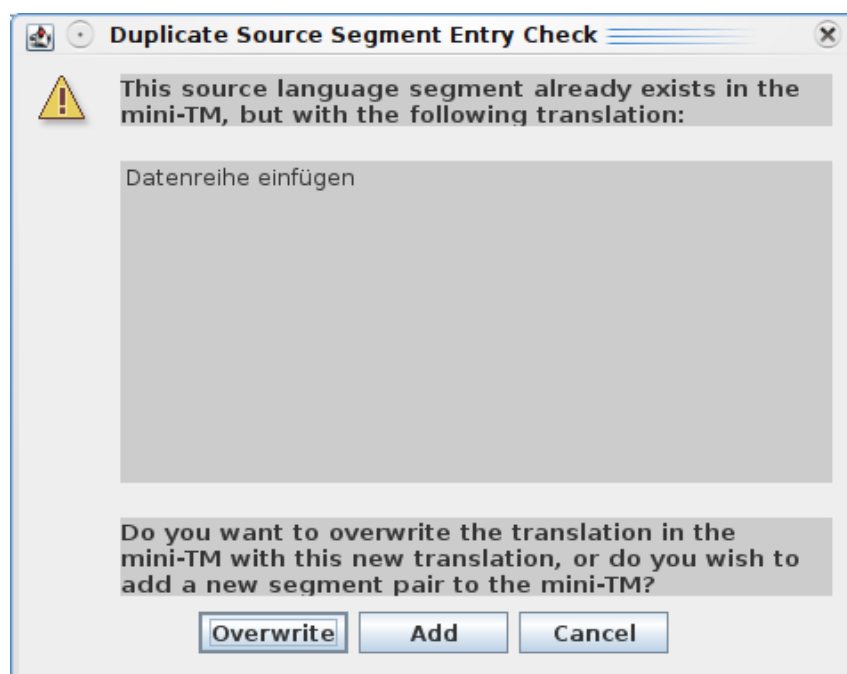 Duplicate Source Segment Entry Check
This source language segment already exists in the
mini-TM, but with the following translation:
Datenreihe einfügen
Do you want to overwrite the translation in the
mini-TM with this new translation, or do you wish to
add a new segment pair to the mini-TM?
Overwrite Add Cancel